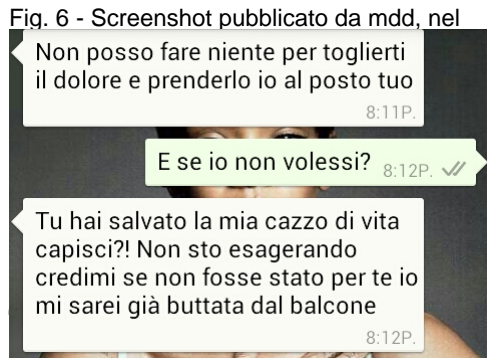 Fig. 6 - Screenshot pubblicato da mdd, nel
Non posso fare niente per toglierti
il dolore e prenderlo io al posto tuo
8:11P.
E se io non volessi? 8:12P.
Tu hai salvato la mia cazzo di vita
capisci?! Non sto esagerando
credimi se non fosse stato per te io
mi sarei già buttata dal balcone
8:12P.